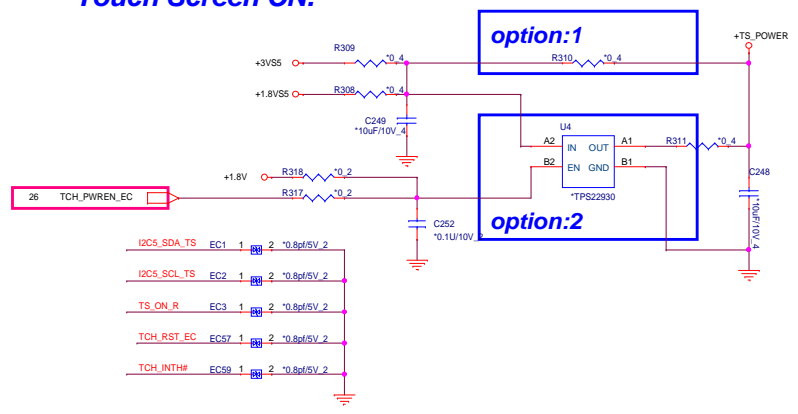 Touch Screen ON:
option:1
+TS_POWER
R309
+3VS5
*0_4
R310
*0_4
+1.8VS5
R308
*0_4
C249
*10uF/10V_4
U4
A2 IN OUT A1
R311
*0_4
B2 EN GND B1
*TPS22930
C248
*10uF/10V_4
+1.8V
R318
*0_2
26 TCH_PWREN_EC
R317
*0_2
C252
*0.1U/10V_2
option:2
I2C5_SDA_TS EC1 1 2 *0.8pf/5V_2
I2C5_SCL_TS EC2 1 2 *0.8pf/5V_2
TS_ON_R EC3 1 2 *0.8pf/5V_2
TCH_RST_EC EC57 1 2 *0.8pf/5V_2
TCH_INTH# EC59 1 2 *0.8pf/5V_2